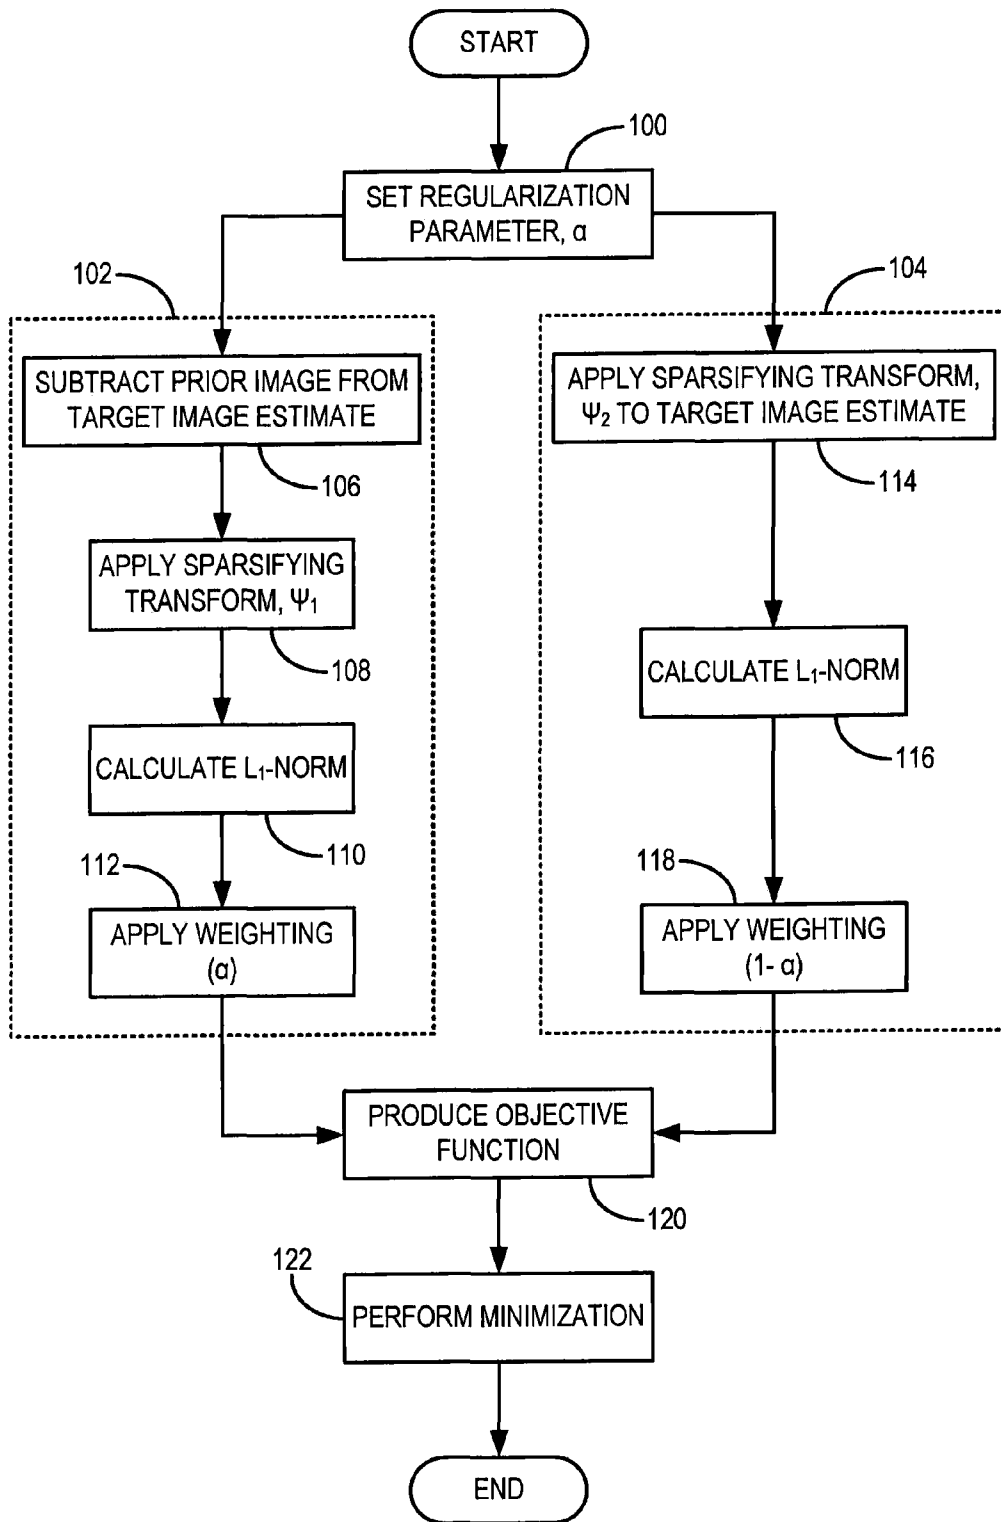 START
100
SET REGULARIZATION
PARAMETER, α
102
104
SUBTRACT PRIOR IMAGE FROM
TARGET IMAGE ESTIMATE
106
APPLY SPARSIFYING TRANSFORM,
Ψ₂ TO TARGET IMAGE ESTIMATE
114
APPLY SPARSIFYING
TRANSFORM, Ψ₁
108
CALCULATE L₁-NORM
116
CALCULATE L₁-NORM
110
112
APPLY WEIGHTING
(α)
118
APPLY WEIGHTING
(1- α)
PRODUCE OBJECTIVE
FUNCTION
120
122
PERFORM MINIMIZATION
END